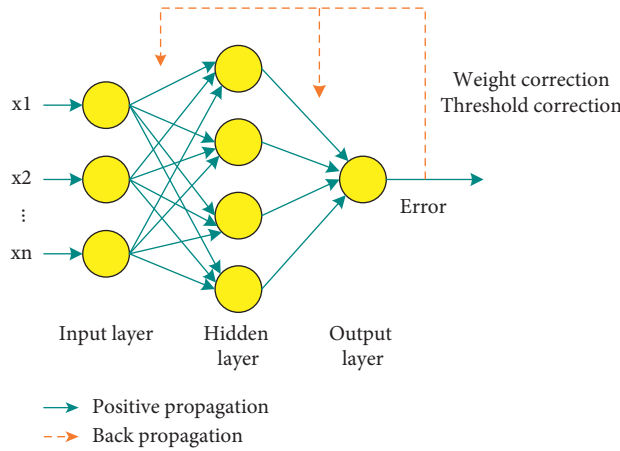 Weight correction
Threshold correction
x1
x2
...
xn
Error
Input layer
Hidden
layer
Output
layer
Positive propagation
Back propagation